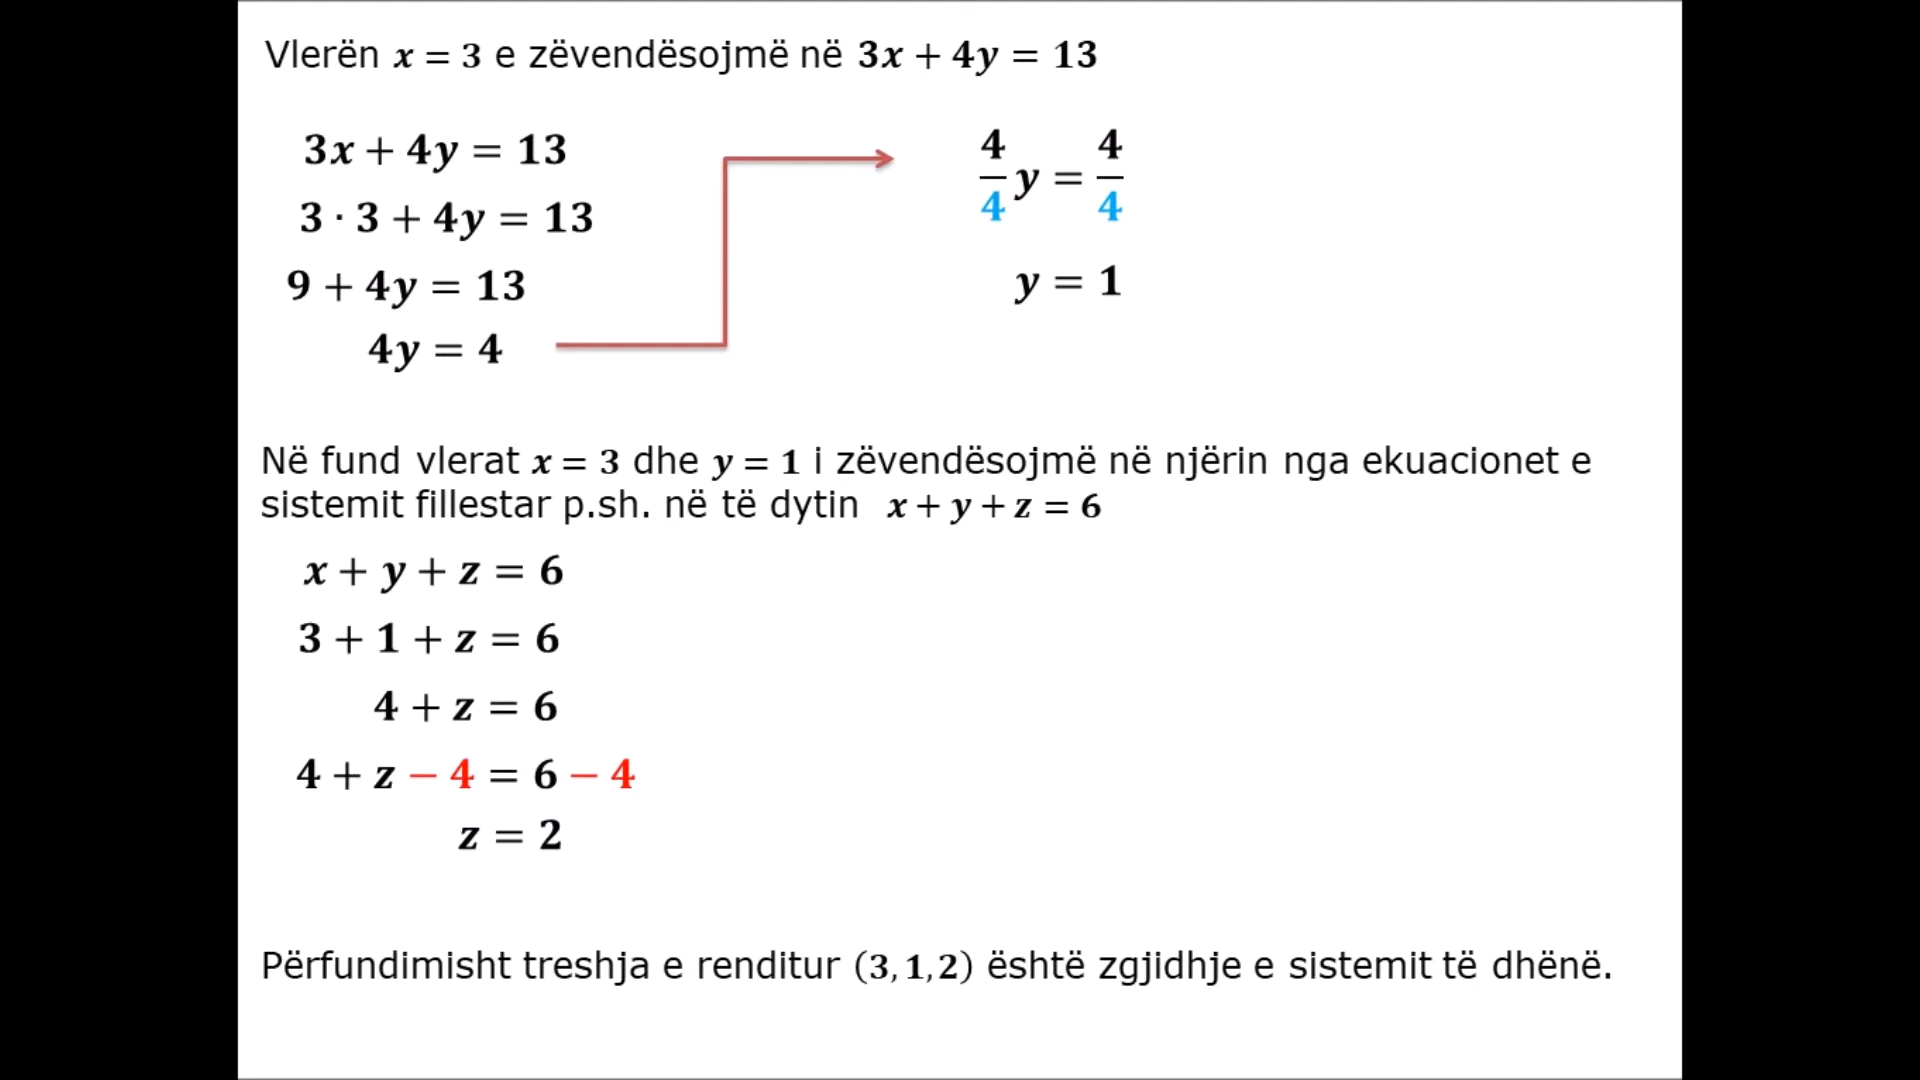 Vlerën x = 3 e zëvendësojmë në 3x + 4y = 13
3x + 4y = 13
3 · 3 + 4y = 13
9 + 4y = 13
4y = 4
4/4 y = 4/4
y = 1
Në fund vlerat x = 3 dhe y = 1 i zëvendësojmë në njërin nga ekuacionet e
sistemit fillestar p.sh. në të dytin x + y + z = 6
x + y + z = 6
3 + 1 + z = 6
4 + z = 6
4 + z − 4 = 6 − 4
z = 2
Përfundimisht treshja e renditur (3, 1, 2) është zgjidhje e sistemit të dhënë.